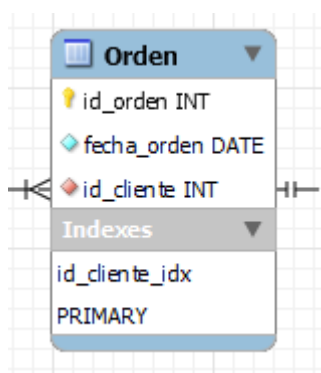 Orden
id_orden INT
fecha_orden DATE
id_cliente INT
Indexes
id_cliente_idx
PRIMARY